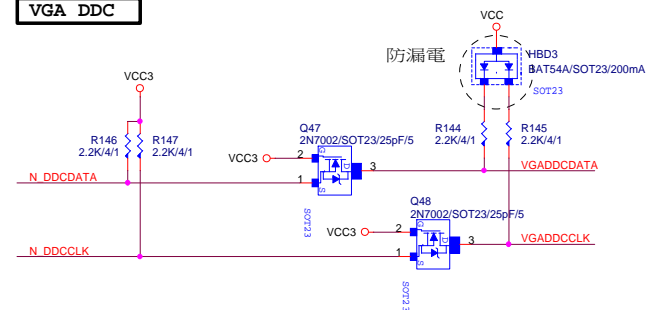 VGA DDC
VCC
防漏電
HBD3
BAT54A/SOT23/200mA
SOT23
VCC3
R146
2.2K/4/1
R147
2.2K/4/1
Q47
2N7002/SOT23/25pF/5
R144
2.2K/4/1
R145
2.2K/4/1
VCC3
2
G
D
S
3
1
N_DDCDATA
VGADDCDATA
SOT23
Q48
2N7002/SOT23/25pF/5
VCC3
2
G
D
S
3
1
N_DDCCLK
VGADDCCLK
SOT23